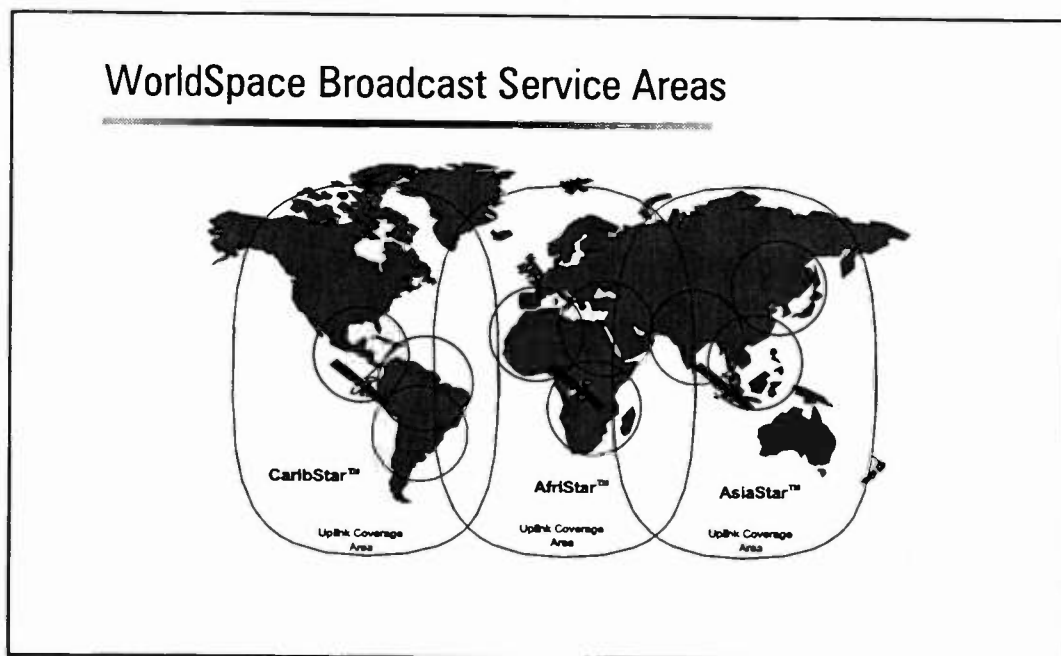 WorldSpace Broadcast Service Areas
CaribStar™
AfriStar™
AsiaStar™
Uplink Coverage
Area
Uplink Coverage
Area
Uplink Coverage
Area